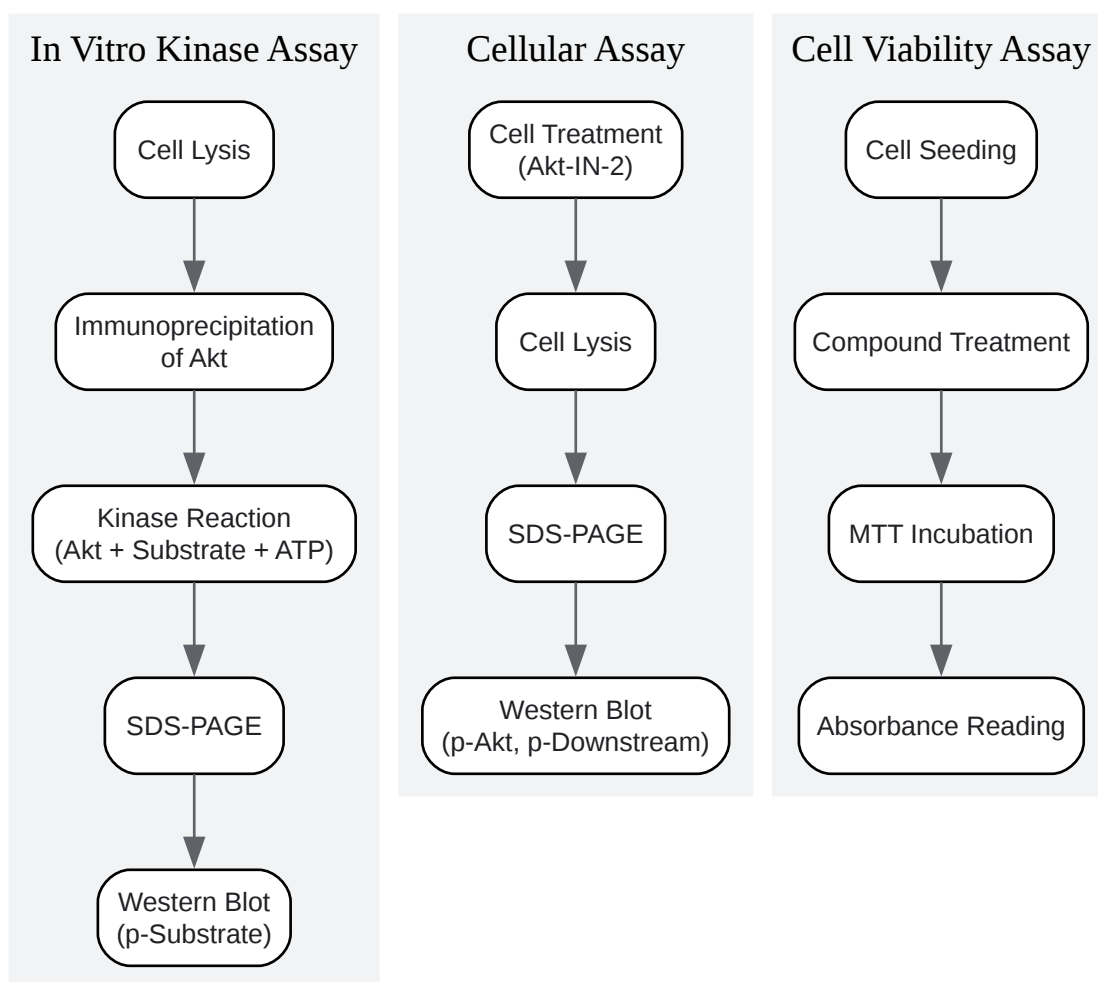 In Vitro Kinase Assay
Cell Lysis
Immunoprecipitation
of Akt
Kinase Reaction
(Akt + Substrate + ATP)
SDS-PAGE
Western Blot
(p-Substrate)
Cellular Assay
Cell Treatment
(Akt-IN-2)
Cell Lysis
SDS-PAGE
Western Blot
(p-Akt, p-Downstream)
Cell Viability Assay
Cell Seeding
Compound Treatment
MTT Incubation
Absorbance Reading